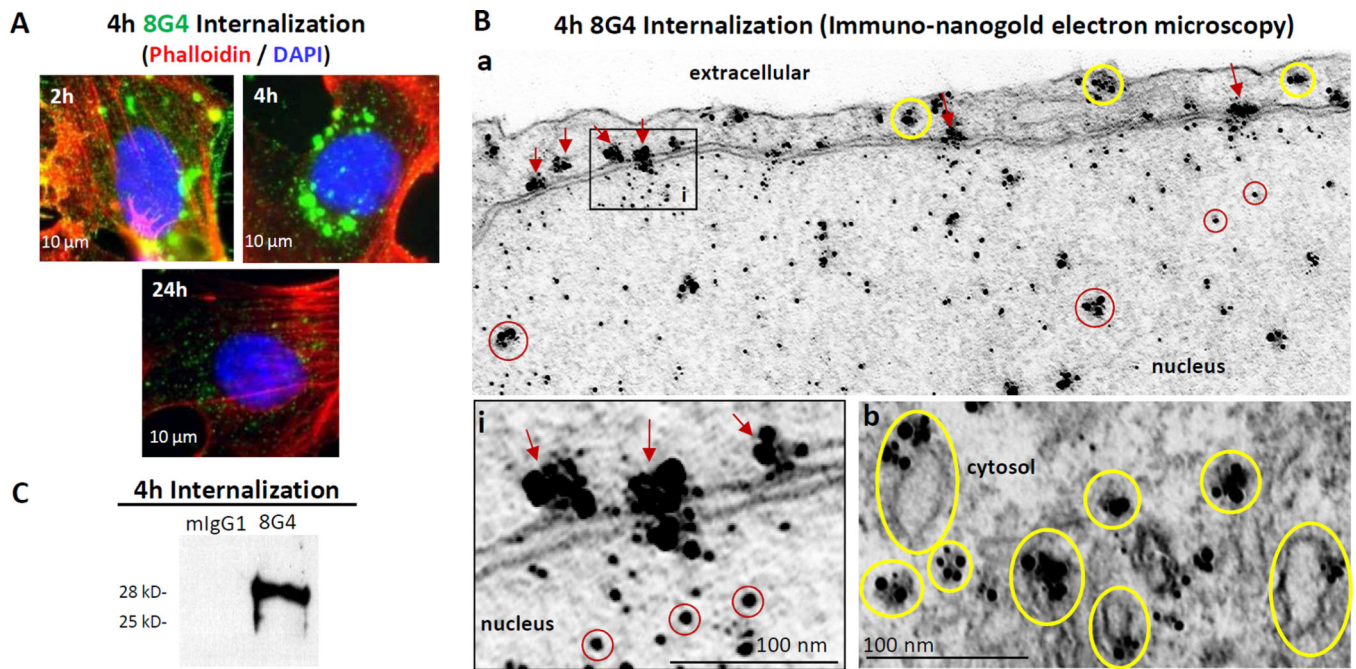 A
4h 8G4 Internalization
(Phalloidin / DAPI)
2h
10 µm
4h
10 µm
24h
10 µm
B
4h 8G4 Internalization (Immuno-nanogold electron microscopy)
a
extracellular
i
nucleus
i
nucleus
100 nm
b
cytosol
100 nm
C
4h Internalization
mIgG1 8G4
28 kD-
25 kD-